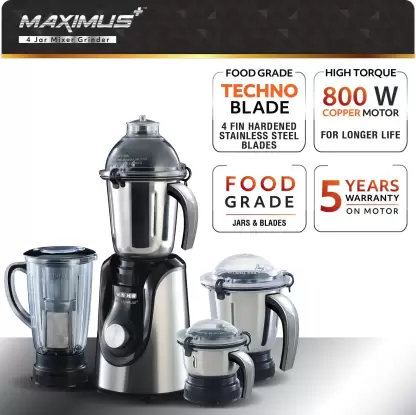 MAXIMUS+
4 Jar Mixer Grinder
FOOD GRADE
TECHNO
BLADE
4 FIN HARDENED
STAINLESS STEEL
BLADES
HIGH TORQUE
800 W
COPPER MOTOR
FOR LONGER LIFE
FOOD
GRADE
JARS & BLADES
5 YEARS
WARRANTY
ON MOTOR